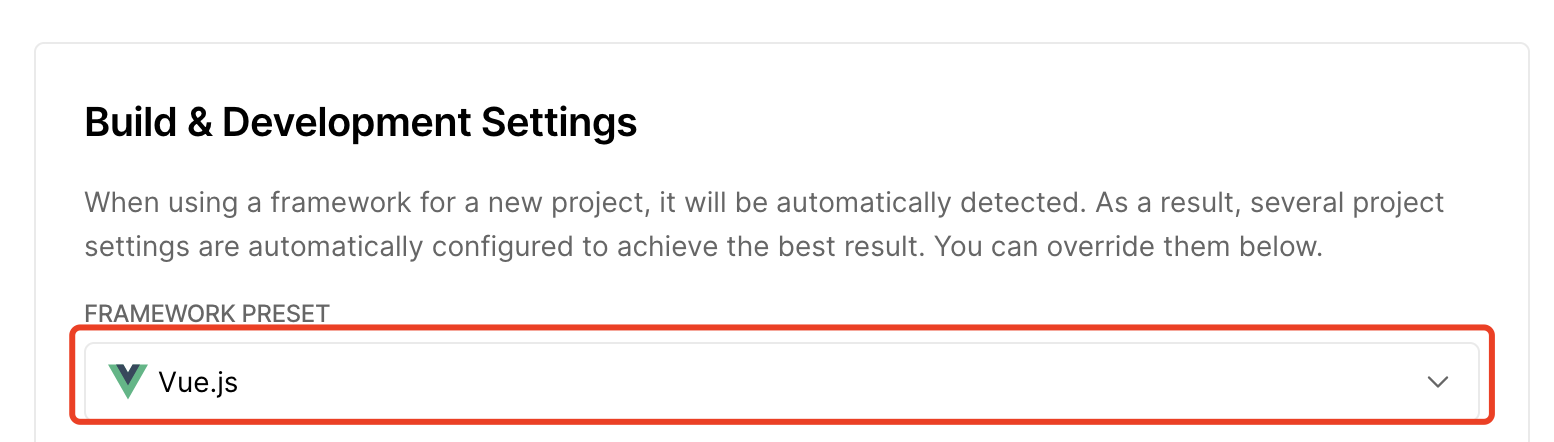 Build & Development Settings
When using a framework for a new project, it will be automatically detected. As a result, several project
settings are automatically configured to achieve the best result. You can override them below.
FRAMEWORK PRESET
Vue.js